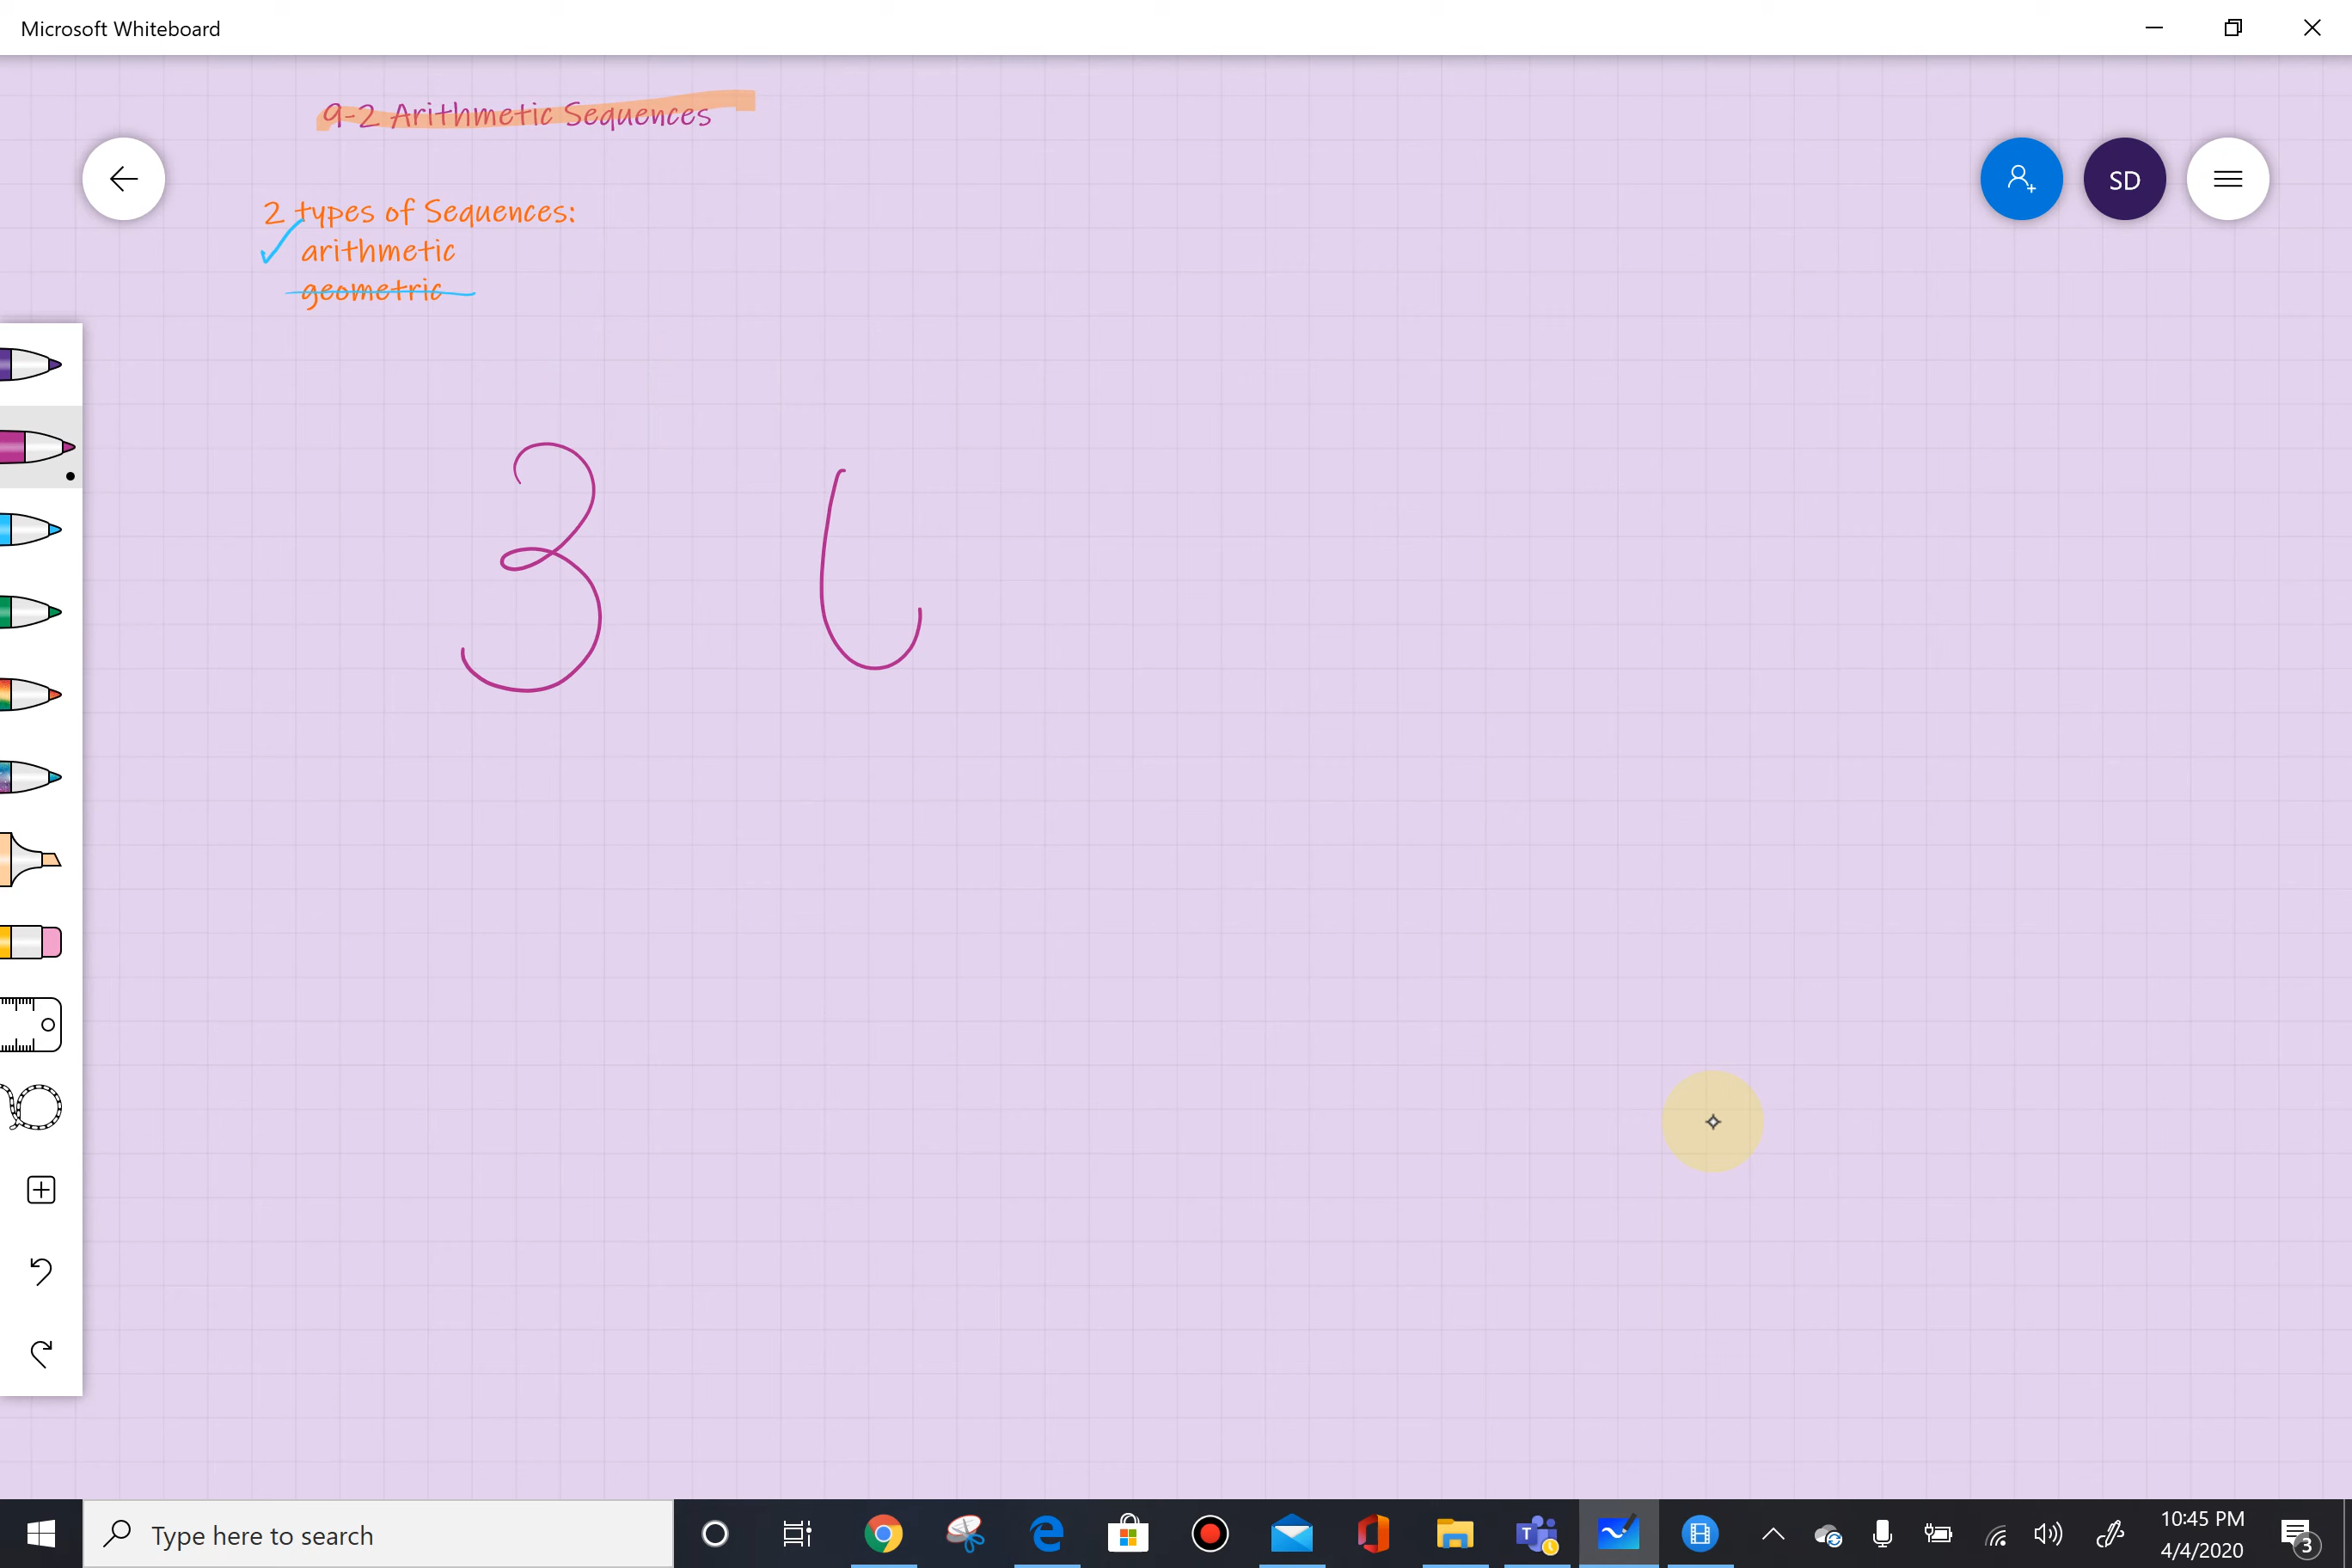 Microsoft Whiteboard
9-2 Arithmetic Sequences
SD
2 types of Sequences:
arithmetic
geometric
3
Type here to search
T
10:45 PM
4/4/2020
3